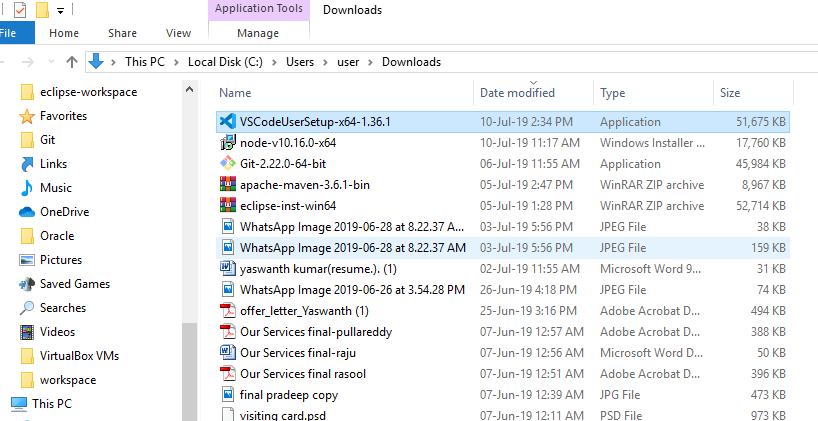 Application Tools Downloads
File Home Share View Manage
This PC Local Disk (C:) Users user Downloads
eclipse-workspace
Favorites
Git
Links
Music
OneDrive
Oracle
Pictures
Saved Games
Searches
Videos
VirtualBox VMs
workspace
This PC
Name Date modified Type Size
VSCodeUserSetup-x64-1.36.1 10-Jul-19 2:34 PM Application 51,675 KB
node-v10.16.0-x64 10-Jul-19 11:17 AM Windows Installer ... 17,760 KB
Git-2.22.0-64-bit 06-Jul-19 11:55 AM Application 45,984 KB
apache-maven-3.6.1-bin 05-Jul-19 2:47 PM WinRAR ZIP archive 8,967 KB
eclipse-inst-win64 05-Jul-19 1:28 PM WinRAR ZIP archive 52,714 KB
WhatsApp Image 2019-06-28 at 8.22.37 A... 03-Jul-19 5:56 PM JPEG File 38 KB
WhatsApp Image 2019-06-28 at 8.22.37 AM 03-Jul-19 5:56 PM JPEG File 159 KB
yaswanth kumar(resume.). (1) 02-Jul-19 11:55 AM Microsoft Word 9... 31 KB
WhatsApp Image 2019-06-26 at 3.54.28 PM 26-Jun-19 4:18 PM JPEG File 74 KB
offer_letter_Yaswanth (1) 25-Jun-19 3:16 PM Adobe Acrobat D... 494 KB
Our Services final-pullareddy 07-Jun-19 12:57 AM Adobe Acrobat D... 388 KB
Our Services final-raju 07-Jun-19 12:56 AM Microsoft Word D... 50 KB
Our Services final rasool 07-Jun-19 12:51 AM Adobe Acrobat D... 396 KB
final pradeep copy 07-Jun-19 12:39 AM JPG File 473 KB
visiting card.psd 07-Jun-19 12:11 AM PSD File 973 KB